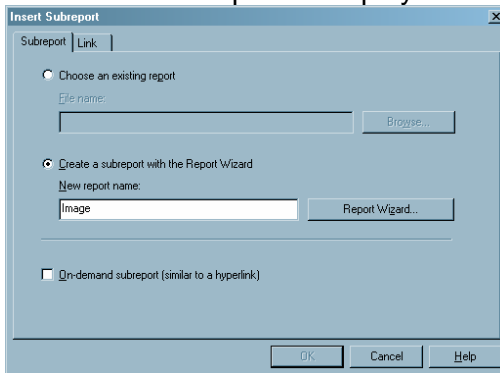 Insert Subreport
Subreport Link
Choose an existing report
File name:
Browse...
Create a subreport with the Report Wizard
New report name:
Image Report Wizard...
On-demand subreport (similar to a hyperlink)
OK Cancel Help